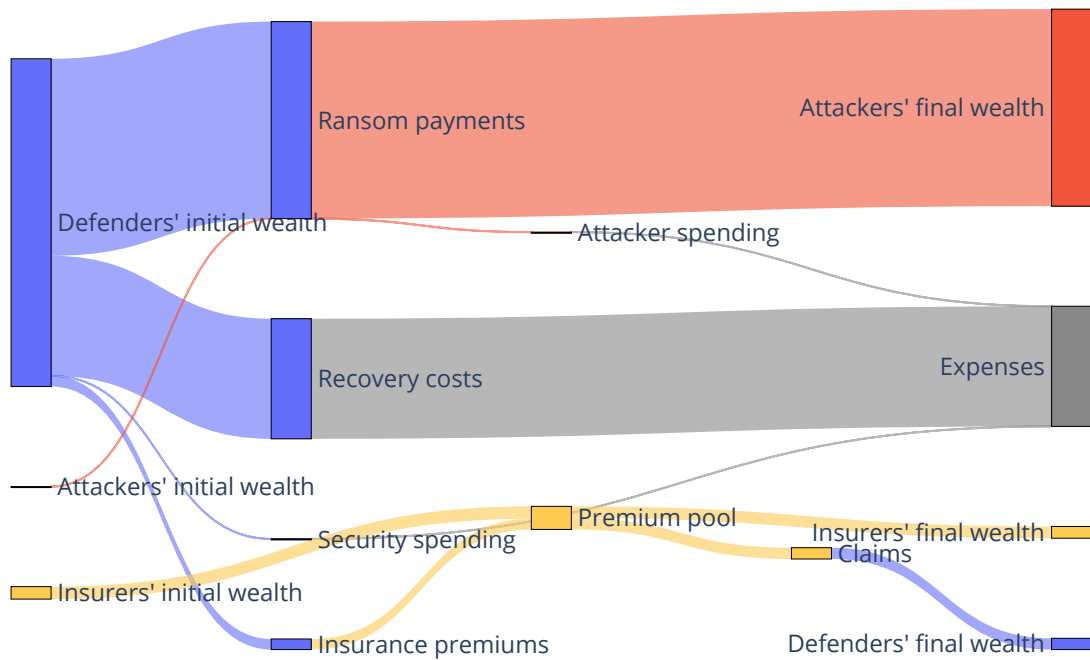 Attackers' final wealth
Ransom payments
Defenders' initial wealth
Attacker spending
Expenses
Recovery costs
Attackers' initial wealth
Premium pool
Insurers' final wealth
Security spending
Claims
Insurers' initial wealth
Defenders' final wealth
Insurance premiums